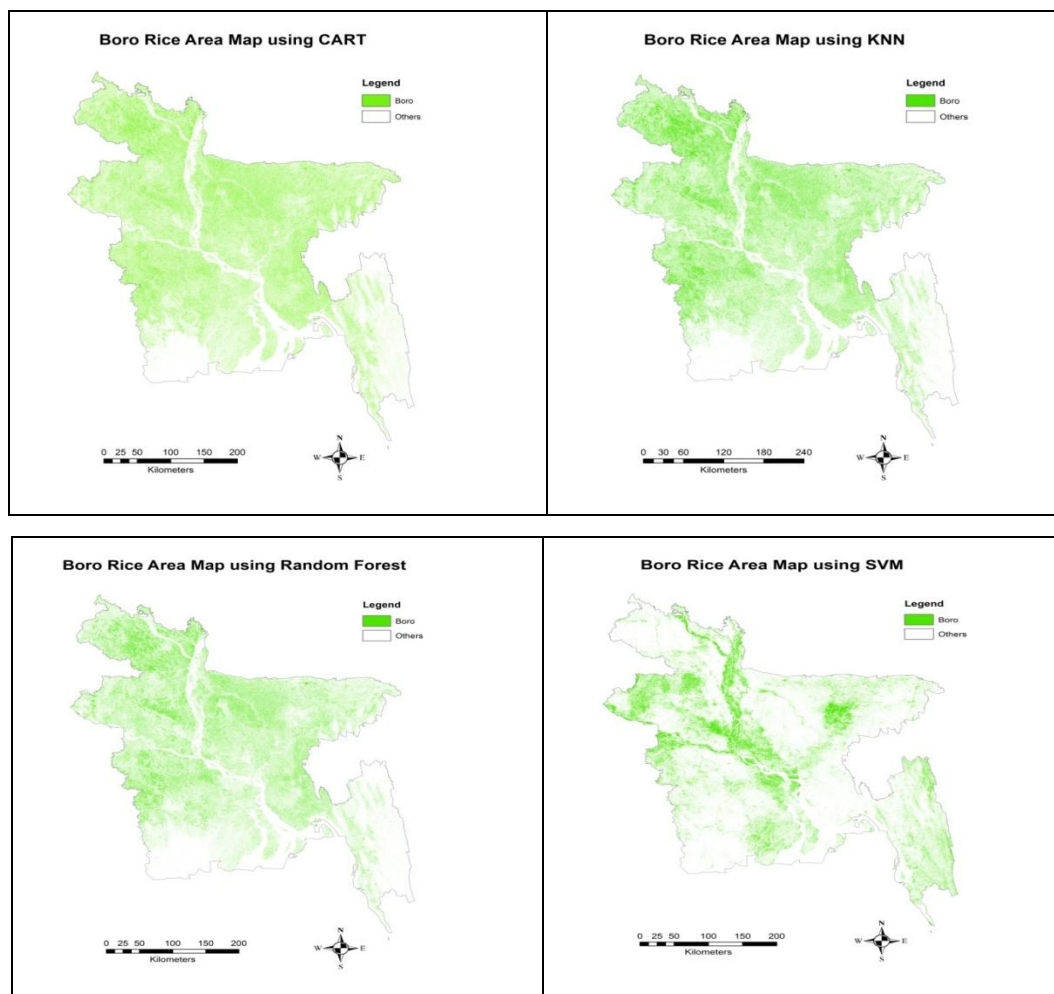 Boro Rice Area Map using CART
Legend
Boro
Others
0 25 50 100 150 200
Kilometers
N
W E
S
Boro Rice Area Map using KNN
Legend
Boro
Others
0 30 60 120 180 240
Kilometers
N
W E
S
Boro Rice Area Map using Random Forest
Legend
Boro
Others
0 25 50 100 150 200
Kilometers
N
W E
S
Boro Rice Area Map using SVM
Legend
Boro
Others
0 25 50 100 150 200
Kilometers
N
W E
S